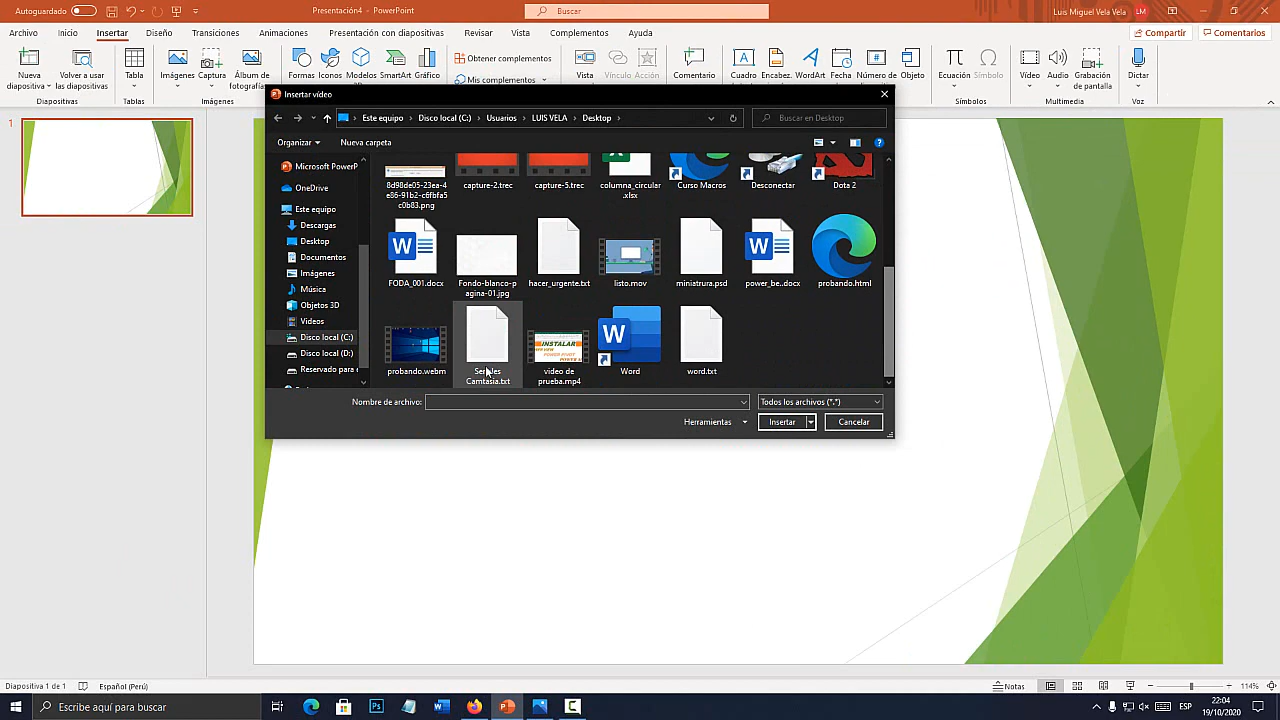 Autoguardado
Presentación4 - PowerPoint
Buscar
Luis Miguel Vela Vela
LM
Archivo
Inicio
Insertar
Diseño
Transiciones
Animaciones
Presentación con diapositivas
Revisar
Vista
Complementos
Ayuda
Compartir
Comentarios
Nueva
diapositiva
Volver a usar
las diapositivas
Tabla
Imágenes
Captura
Álbum de
fotografías
Formas
Iconos
Modelos
SmartArt
Gráfico
Obtener complementos
Mis complementos
Vista
Vínculo
Acción
Comentario
Cuadro
Encabez.
WordArt
Fecha
Número de
Objeto
Ecuación
Símbolo
Vídeo
Audio
Grabación
de pantalla
Dictar
Diapositivas
Tablas
Imágenes
Símbolos
Multimedia
Voz
1
Insertar vídeo
Este equipo
Disco local (C:)
Usuarios
LUIS VELA
Desktop
Buscar en Desktop
Organizar
Nueva carpeta
Microsoft PowerP
OneDrive
Este equipo
Descargas
Desktop
Documentos
Imágenes
Música
Objetos 3D
Vídeos
Disco local (C:)
Disco local (D:)
Reservado para e
8d98de05-23ea-4
e86-91b2-c6fbfa5
c0b83.png
capture-2.trec
capture-5.trec
columna_circular
.xlsx
Curso Macros
Desconectar
Dota 2
FODA_001.docx
Fondo-blanco-p
agina-01.jpg
hacer_urgente.txt
listo.mov
miniatrura.psd
power_be..docx
probando.html
probando.webm
Camtasia.txt
INSTALAR
video de
prueba.mp4
Word
word.txt
Nombre de archivo:
Todos los archivos (*.*)
Herramientas
Insertar
Cancelar
Diapositiva 1 de 1
Español (Perú)
Notas
114%
Escribe aquí para buscar
ESP
22:04
19/10/2020